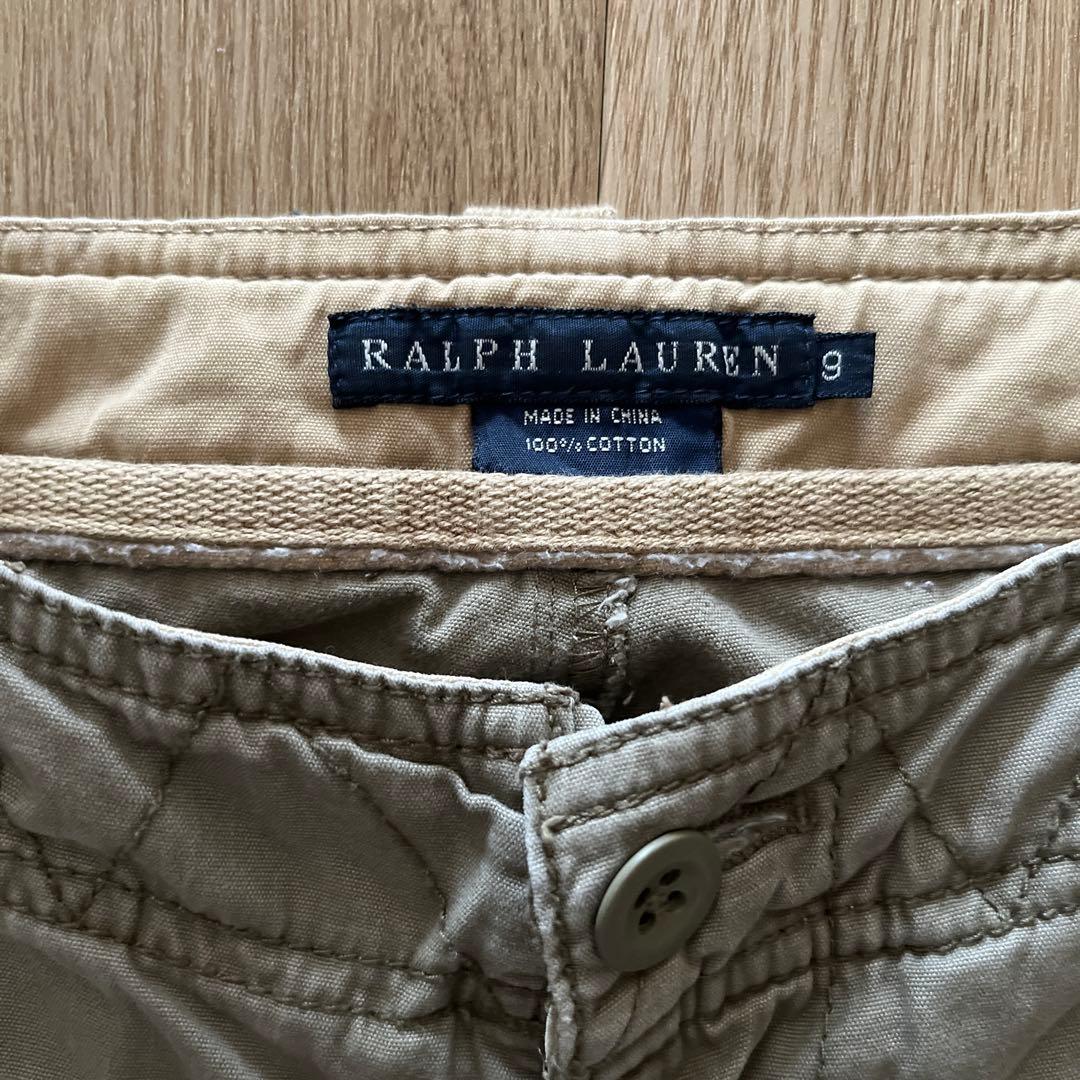 RALPH LAUREN
9
MADE IN CHINA
100% COTTON